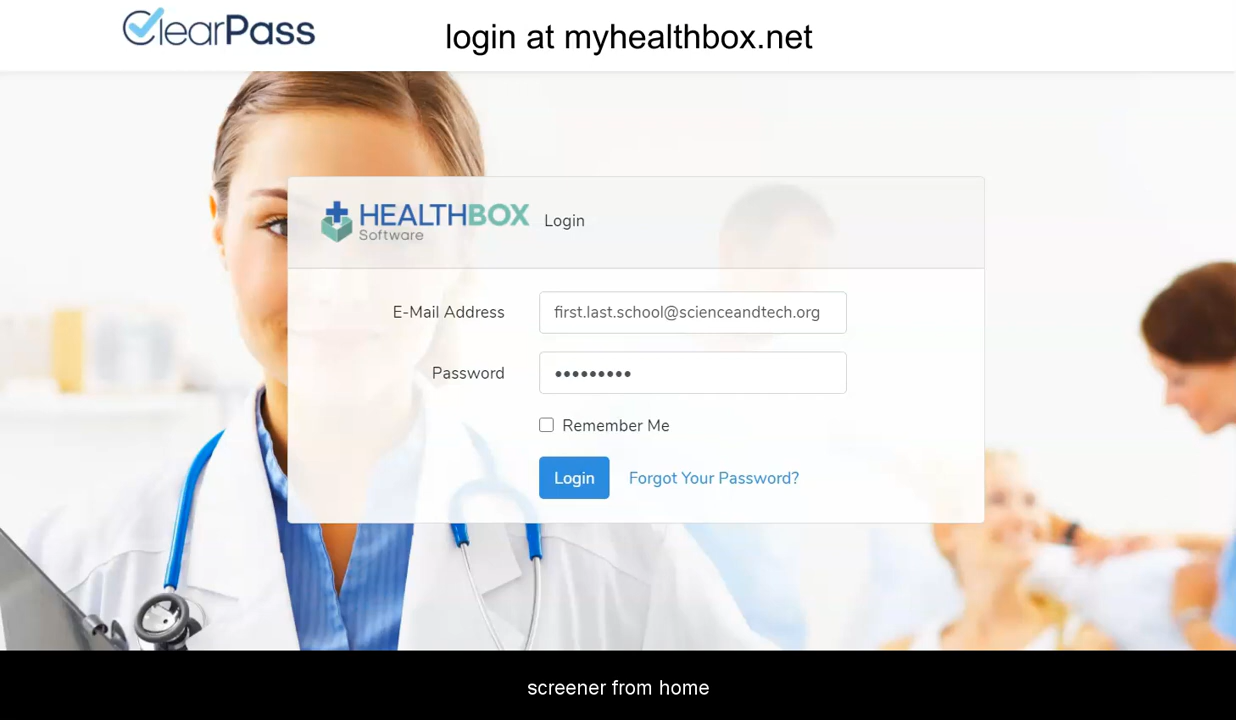 ClearPass
login at myhealthbox.net
HEALTHBOX
Software
Login
E-Mail Address
first.last.school@scienceandtech.org
Password
•••••••••
Remember Me
Login
Forgot Your Password?
screener from home